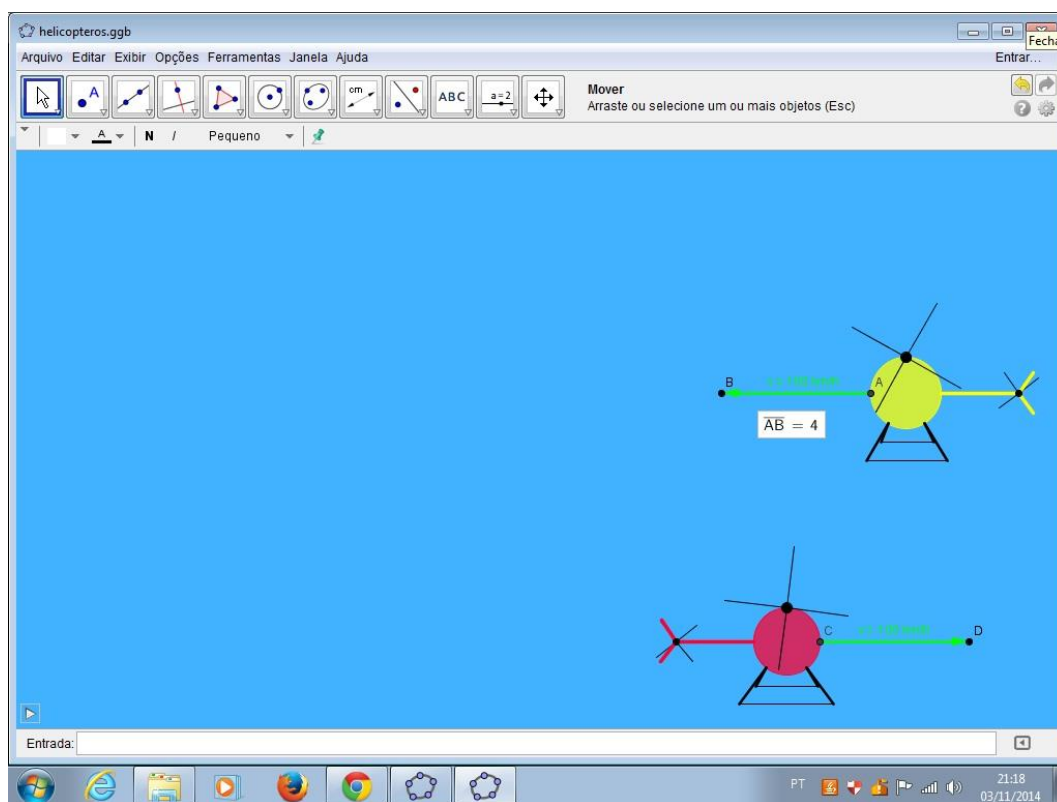 helicopteros.ggb
Fecha
Arquivo Editar Exibir Opções Ferramentas Janela Ajuda
Entrar...
A
cm
ABC
a=2
Mover
Arraste ou selecione um ou mais objetos (Esc)
A
N I Pequeno
B
A
AB = 4
C
D
Entrada:
PT
21:18
03/11/2014